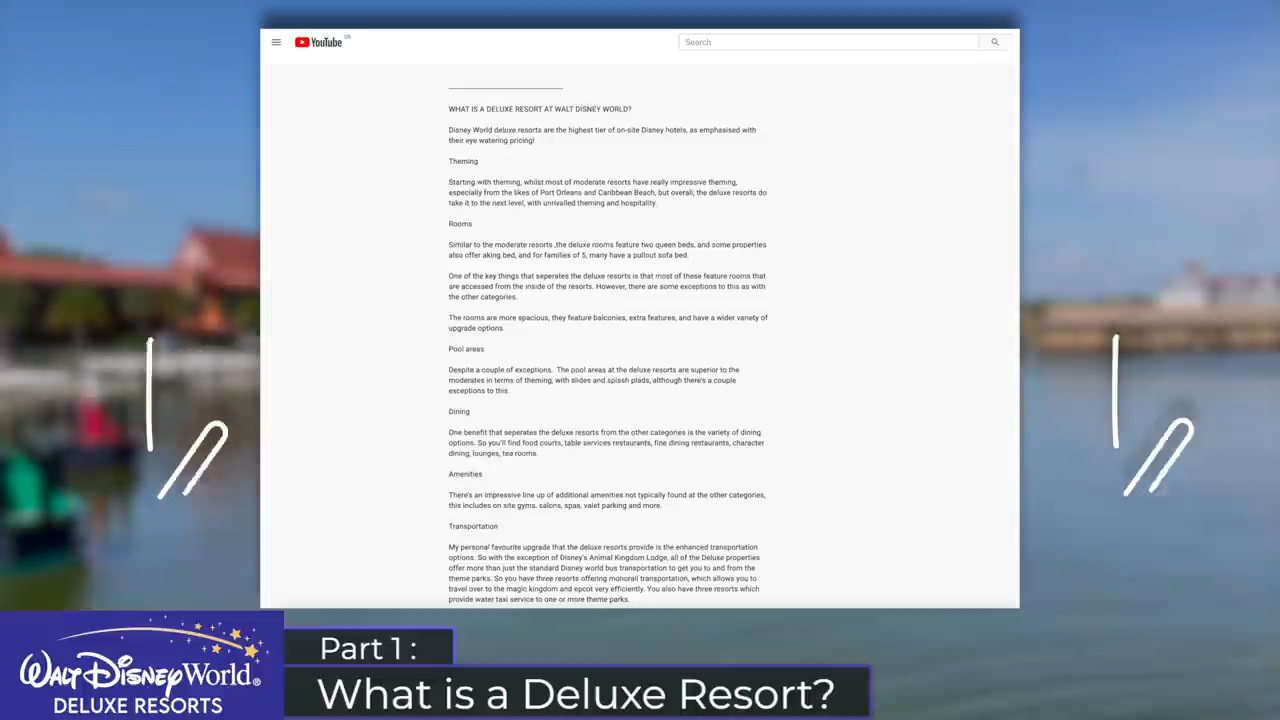 YouTube
Search
WHAT IS A DELUXE RESORT AT WALT DISNEY WORLD?
Disney World deluxe resorts are the highest tier of on-site Disney hotels, as emphasised with
their eye watering pricing!
Theming
Starting with theming, whilst most of moderate resorts have really impressive theming,
especially from the likes of Port Orleans and Caribbean Beach, but overall, the deluxe resorts do
take it to the next level, with unrivalled theming and hospitality.
Rooms
Similar to the moderate resorts ,the deluxe rooms feature two queen beds, and some properties
also offer aking bed, and for families of 5, many have a pullout sofa bed.
One of the key things that seperates the deluxe resorts is that most of these feature rooms that
are accessed from the inside of the resorts. However, there are some exceptions to this as with
the other categories.
The rooms are more spacious, they feature balconies, extra features, and have a wider variety of
upgrade options.
Pool areas
Despite a couple of exceptions.  The pool areas at the deluxe resorts are superior to the
moderates in terms of theming, with slides and splash plads, although there's a couple
exceptions to this.
Dining
One benefit that seperates the deluxe resorts from the other categories is the variety of dining
options. So you'll find food courts, table services restaurants, fine dining restaurants, character
dining, lounges, tea rooms.
Amenities
There's an impressive line up of additional amenities not typically found at the other categories,
this includes on site gyms. salons, spas, valet parking and more.
Transportation
My personal favourite upgrade that the deluxe resorts provide is the enhanced transportation
options. So with the exception of Disney's Animal Kingdom Lodge, all of the Deluxe properties
offer more than just the standard Disney world bus transportation to get you to and from the
theme parks. So you have three resorts offering monorail transportation, which allows you to
travel over to the magic kingdom and epcot very efficiently. You also have three resorts which
provide water taxi service to one or more theme parks.
Part 1 :
What is a Deluxe Resort?
WALT DISNEY World®
DELUXE RESORTS